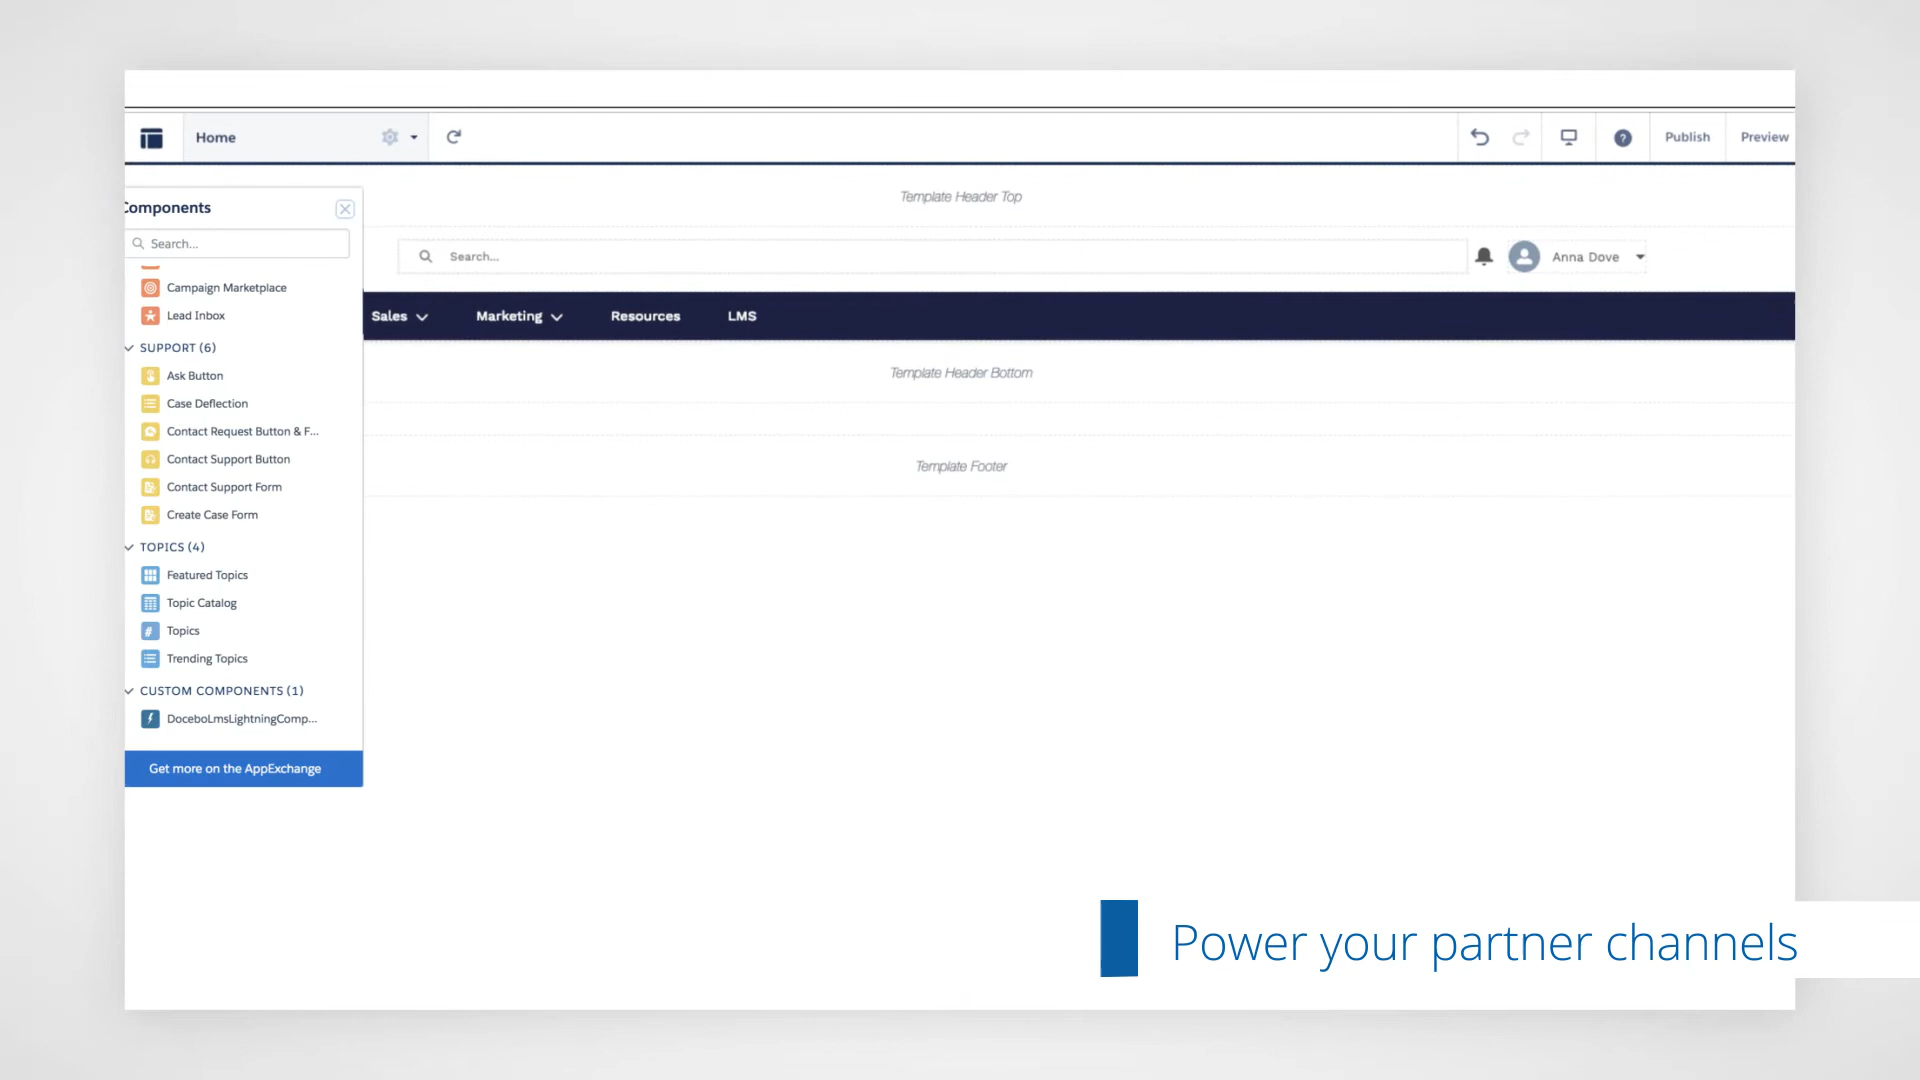 Home
Publish
Preview
Components
Search...
Campaign Marketplace
Lead Inbox
SUPPORT (6)
Ask Button
Case Deflection
Contact Request Button & F...
Contact Support Button
Contact Support Form
Create Case Form
TOPICS (4)
Featured Topics
Topic Catalog
# Topics
Trending Topics
CUSTOM COMPONENTS (1)
DoceboLmsLightningComp...
Get more on the AppExchange
Template Header Top
Search...
Anna Dove
Sales
Marketing
Resources
LMS
Template Header Bottom
Template Footer
Power your partner channels